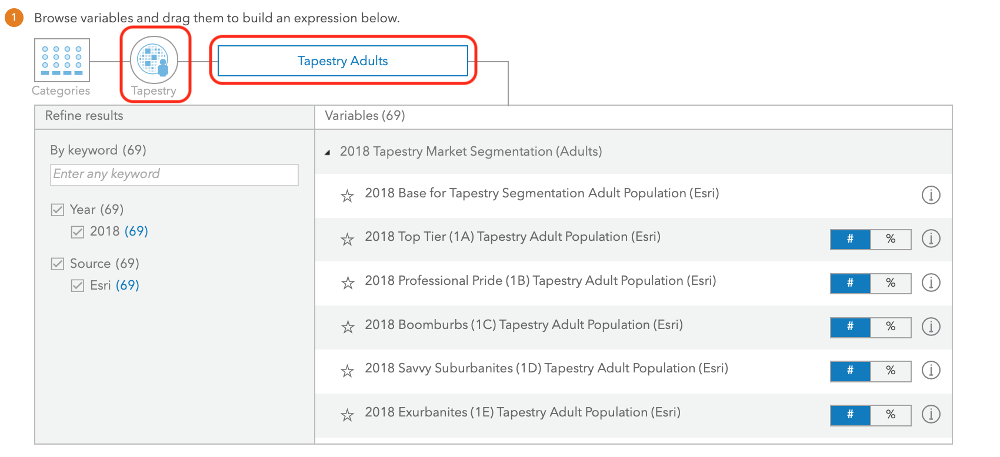 1 Browse variables and drag them to build an expression below.
Categories
Tapestry
Tapestry Adults
Refine results
By keyword (69)
Enter any keyword
Year (69)
2018 (69)
Source (69)
Esri (69)
Variables (69)
2018 Tapestry Market Segmentation (Adults)
2018 Base for Tapestry Segmentation Adult Population (Esri) i
2018 Top Tier (1A) Tapestry Adult Population (Esri) # % i
2018 Professional Pride (1B) Tapestry Adult Population (Esri) # % i
2018 Boomburbs (1C) Tapestry Adult Population (Esri) # % i
2018 Savvy Suburbanites (1D) Tapestry Adult Population (Esri) # % i
2018 Exurbanites (1E) Tapestry Adult Population (Esri) # % i